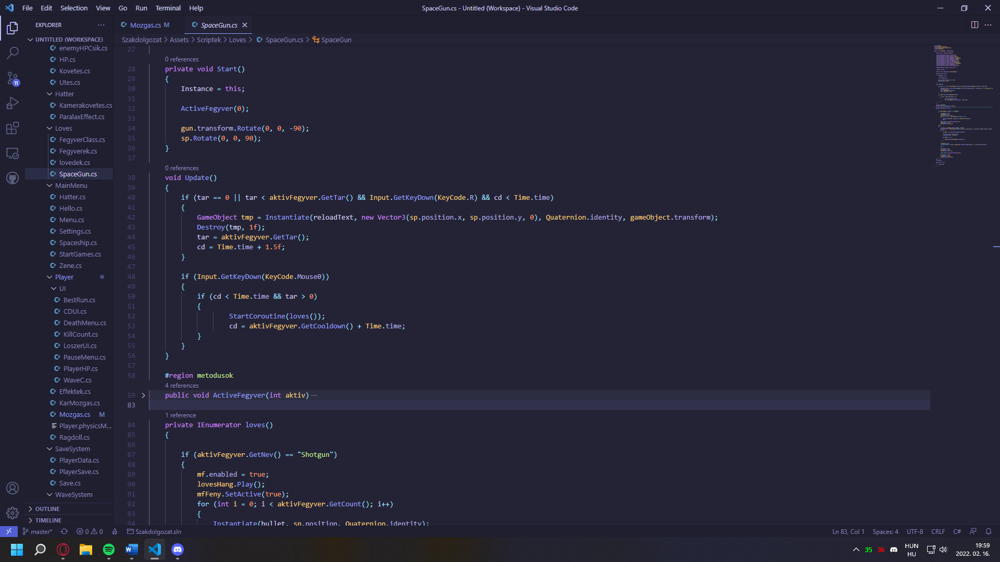 File Edit Selection View Go Run Terminal Help
SpaceGun.cs - Untitled (Workspace) - Visual Studio Code
EXPLORER
UNTITLED (WORKSPACE)
enemyHPCsik.cs
HP.cs
Kovetes.cs
Utes.cs
Hatter
Kamerakovetes.cs
ParalaxEffect.cs
Loves
FegyverClass.cs
Fegyverek.cs
lovedek.cs
SpaceGun.cs
MainMenu
Hatter.cs
Hello.cs
Menu.cs
Settings.cs
Spaceship.cs
StartGames.cs
Zene.cs
Player
UI
BestRun.cs
CDUI.cs
DeathMenu.cs
KillCount.cs
LoszerUI.cs
PauseMenu.cs
PlayerHP.cs
WaveC.cs
Effektek.cs
KarMozgas.cs
Mozgas.cs M
Player.physicsM...
Ragdoll.cs
SaveSystem
PlayerData.cs
PlayerSave.cs
Save.cs
WaveSystem
OUTLINE
TIMELINE
11
Mozgas.cs M
SpaceGun.cs
Szakdolgozat > Assets > Scriptek > Loves > SpaceGun.cs > SpaceGun
27
0 references
28 private void Start()
29 {
30 Instance = this;
31
32 ActiveFegyver(0);
33
34 gun.transform.Rotate(0, 0, -90);
35 sp.Rotate(0, 0, 90);
36 }
37
0 references
38 void Update()
39 {
40 if (tar == 0 || tar < aktivFegyver.GetTar() && Input.GetKeyDown(KeyCode.R) && cd < Time.time)
41 {
42 GameObject tmp = Instantiate(reloadText, new Vector3(sp.position.x, sp.position.y, 0), Quaternion.identity, gameObject.transform);
43 Destroy(tmp, 1f);
44 tar = aktivFegyver.GetTar();
45 cd = Time.time + 1.5f;
46 }
47
48 if (Input.GetKeyDown(KeyCode.Mouse0))
49 {
50 if (cd < Time.time && tar > 0)
51 {
52 StartCoroutine(loves());
53 cd = aktivFegyver.GetCooldown() + Time.time;
54 }
55 }
56 }
57
58 #region metodusok
4 references
59 public void ActiveFegyver(int aktiv)···
83
1 reference
84 private IEnumerator loves()
85 {
86
87 if (aktivFegyver.GetNev() == "Shotgun")
88 {
89 mf.enabled = true;
90 lovesHang.Play();
91 mfFeny.SetActive(true);
92 for (int i = 0; i < aktivFegyver.GetCount(); i++)
93 {
94 Instantiate(bullet, sp.position, Quaternion.identity);
master* 0 0 Szakdolgozat.sln
Ln 83, Col 1 Spaces: 4 UTF-8 CRLF C#
35 36
HUN
HU
19:59
2022. 02. 16.